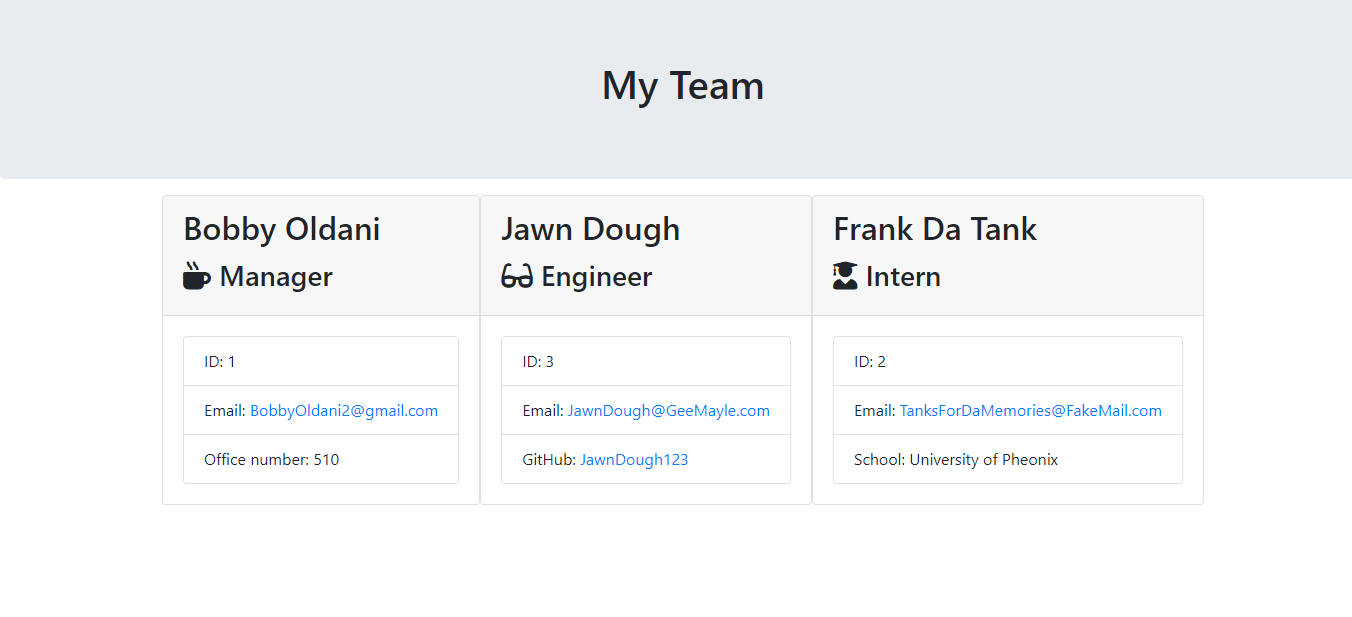 My Team
Bobby Oldani
Manager
ID: 1
Email: BobbyOldani2@gmail.com
Office number: 510
Jawn Dough
Engineer
ID: 3
Email: JawnDough@GeeMayle.com
GitHub: JawnDough123
Frank Da Tank
Intern
ID: 2
Email: TanksForDaMemories@FakeMail.com
School: University of Pheonix